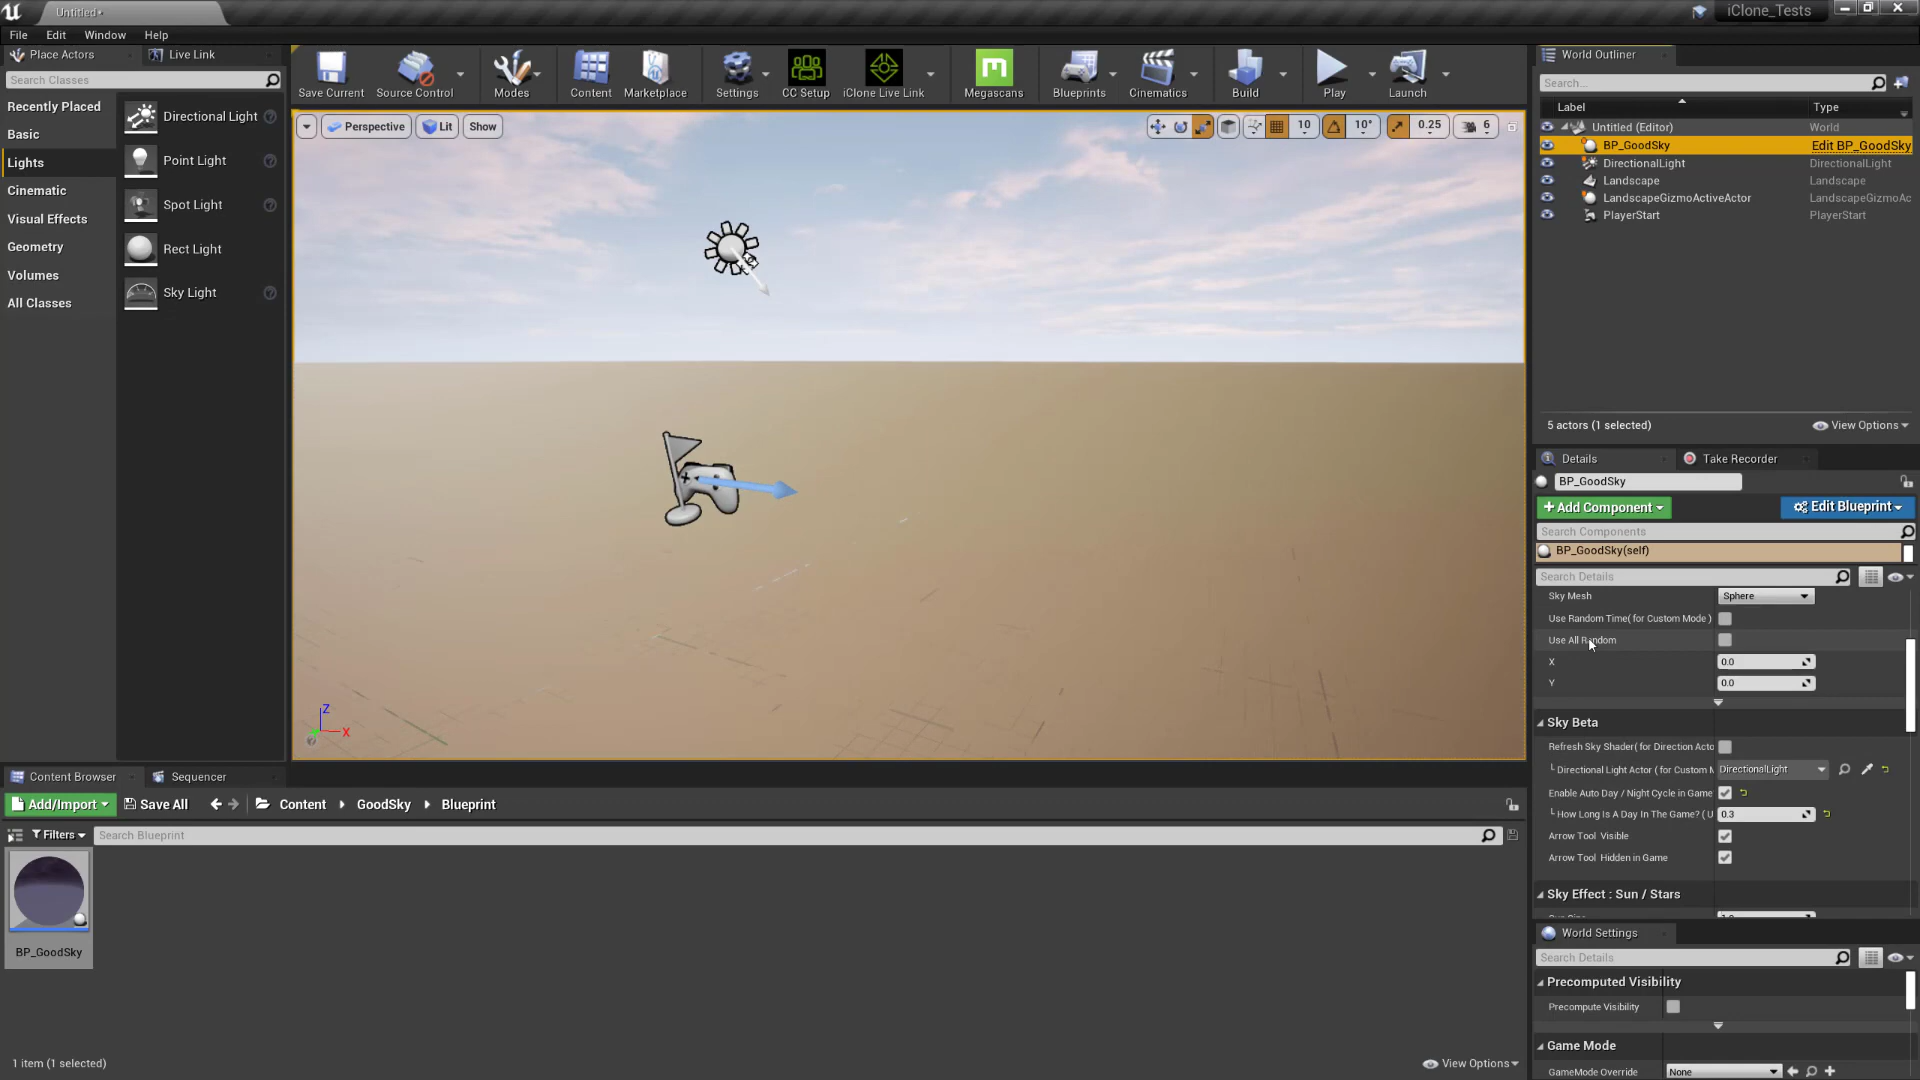 Untitled•
iClone_Tests
File Edit Window Help
Place Actors
Live Link
Search Classes
Recently Placed
Basic
Lights
Cinematic
Visual Effects
Geometry
Volumes
All Classes
Directional Light
Point Light
Spot Light
Rect Light
Sky Light
Save Current
Source Control
Modes
Content
Marketplace
Settings
CC Setup
iClone Live Link
Megascans
Blueprints
Cinematics
Build
Play
Launch
Perspective
Lit
Show
10
10°
0.25
6
Z
X
World Outliner
Search...
Label
Type
Untitled (Editor) World
BP_GoodSky Edit BP_GoodSky
DirectionalLight DirectionalLight
Landscape Landscape
LandscapeGizmoActiveActor LandscapeGizmoAc
PlayerStart PlayerStart
5 actors (1 selected)
View Options
Details
Take Recorder
BP_GoodSky
+ Add Component
Edit Blueprint
Search Components
BP_GoodSky(self)
Search Details
Sky Mesh Sphere
Use Random Time( for Custom Mode )
Use All Random
X 0.0
Y 0.0
Sky Beta
Refresh Sky Shader( for Direction Acto
Directional Light Actor ( for Custom M DirectionalLight
Enable Auto Day / Night Cycle in Game
How Long Is A Day In The Game? ( U 0.3
Arrow Tool Visible
Arrow Tool Hidden in Game
Sky Effect : Sun / Stars
World Settings
Search Details
Precomputed Visibility
Precompute Visibility
Game Mode
GameMode Override None
Content Browser
Sequencer
Add/Import
Save All
Content
GoodSky
Blueprint
Filters
Search Blueprint
BP_GoodSky
1 item (1 selected)
View Options